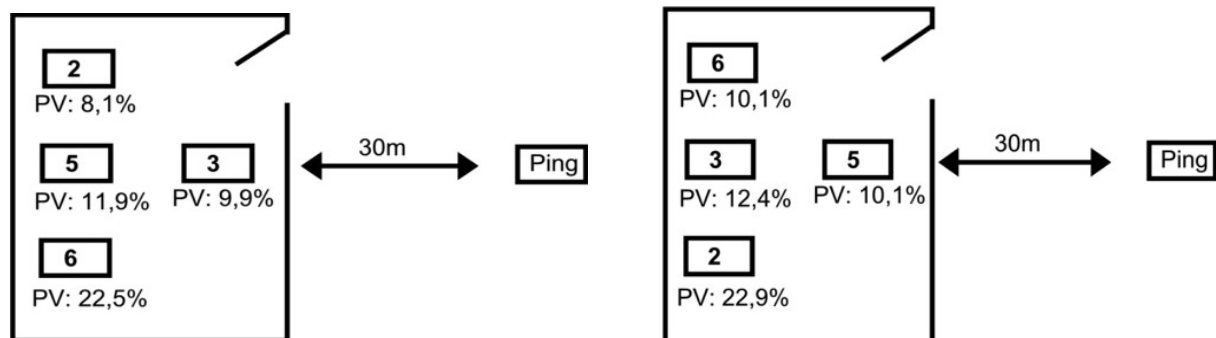 2
PV: 8,1%
5
PV: 11,9%
3
PV: 9,9%
6
PV: 22,5%
30m
Ping
6
PV: 10,1%
3
PV: 12,4%
5
PV: 10,1%
2
PV: 22,9%
30m
Ping